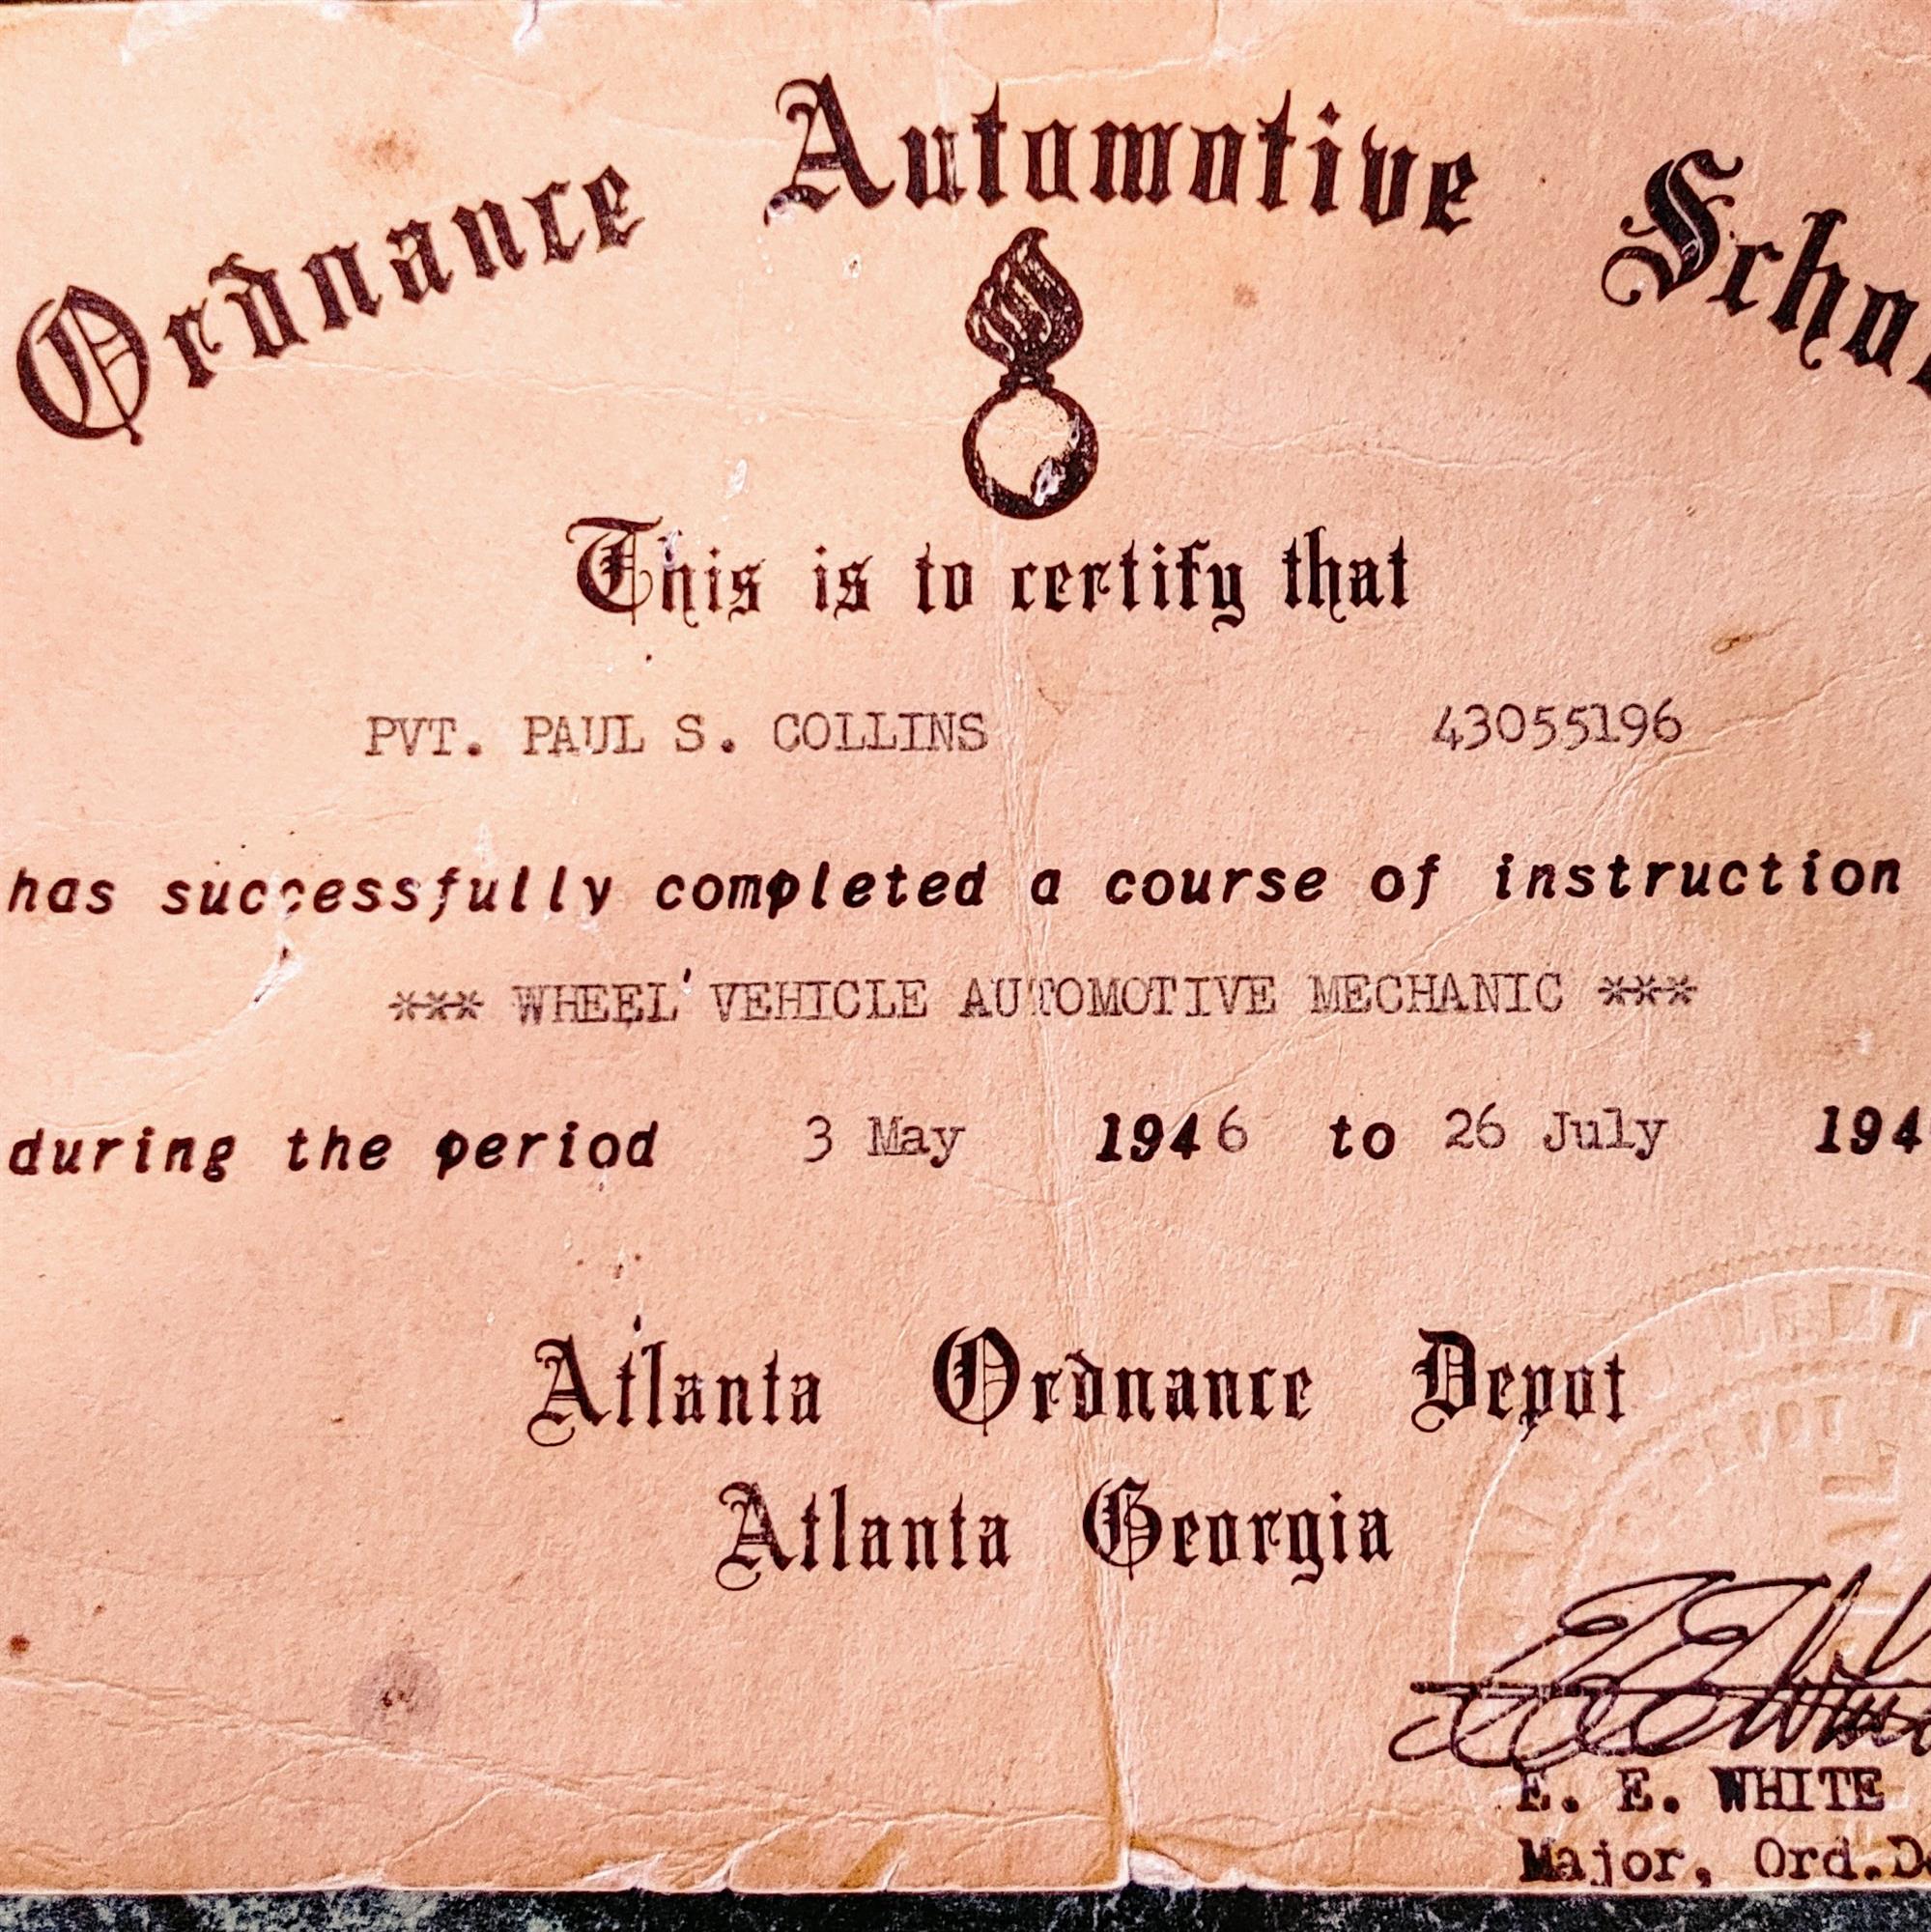 Ordnance Automotive Schoo
This is to certify that
PVT. PAUL S. COLLINS 43055196
has successfully completed a course of instruction
*** WHEEL VEHICLE AUTOMOTIVE MECHANIC ***
during the period 3 May 1946 to 26 July 194
Atlanta Ordnance Depot
Atlanta Georgia
E. E. WHITE
Major, Ord.De